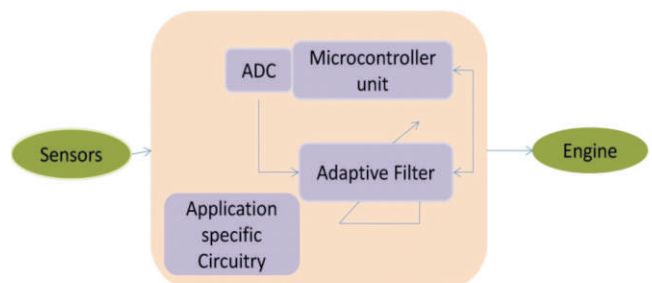 ADC
Microcontroller
unit
Sensors
Adaptive Filter
Engine
Application
specific
Circuitry